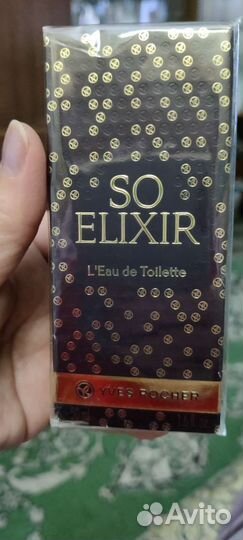 SO
ELIXIR
L'Eau de Toilette
YVES ROCHER
Avito